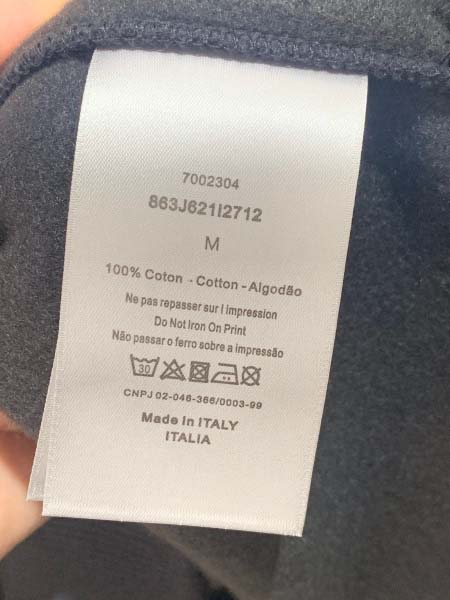 7002304
863J621I2712
M
100% Coton - Cotton - Algodão
Ne pas repasser sur l impression
Do Not Iron On Print
Não passar o ferro sobre a impressão
30
CNPJ 02-046-366/0003-99
Made In ITALY
ITALIA